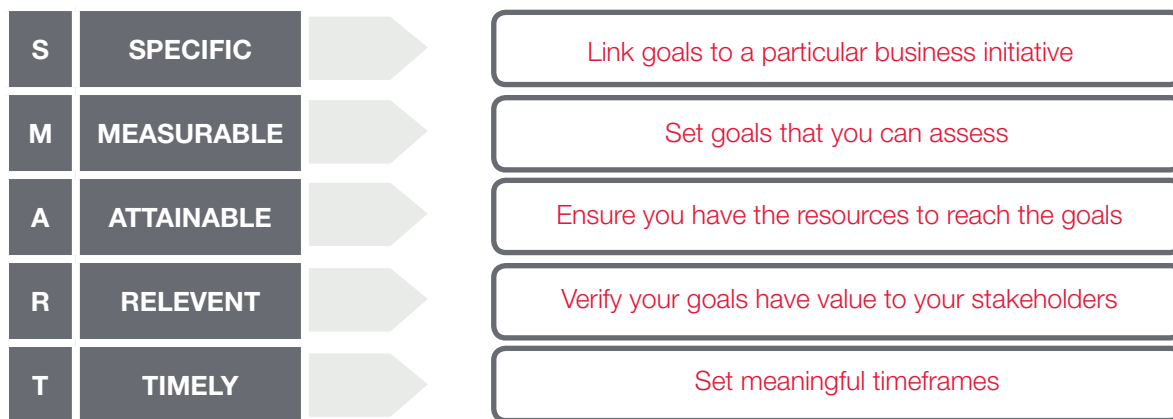 S SPECIFIC Link goals to a particular business initiative
M MEASURABLE Set goals that you can assess
A ATTAINABLE Ensure you have the resources to reach the goals
R RELEVENT Verify your goals have value to your stakeholders
T TIMELY Set meaningful timeframes